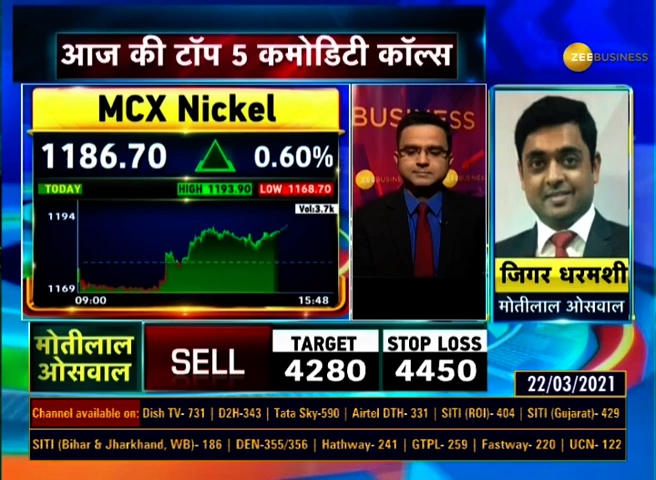 आज की टॉप 5 कमोडिटी कॉल्स
ZEEBUSINESS
MCX Nickel
1186.70 0.60%
TODAY HIGH 1193.90 LOW 1168.70
Vol:3.7k
1194
1169
09:00 15:48
BUSINESS
ZEEBUSINESS
ZEEBUSINESS
जिगर धरमशी
मोतीलाल ओसवाल
मोतीलाल
ओसवाल
SELL
TARGET
4280
STOP LOSS
4450
22/03/2021
Channel available on: Dish TV- 731 | D2H-343 | Tata Sky-590 | Airtel DTH- 331 | SITI (ROI)- 404 | SITI (Gujarat)- 429
SITI (Bihar & Jharkhand, WB)- 186 | DEN-355/356 | Hathway- 241 | GTPL- 259 | Fastway- 220 | UCN- 122